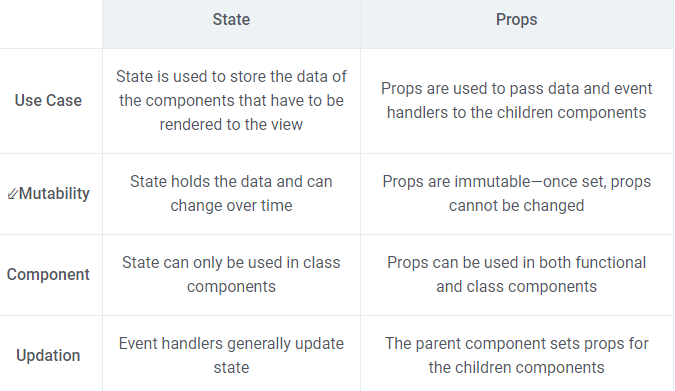 State
Props
Use Case
State is used to store the data of
the components that have to be
rendered to the view
Props are used to pass data and event
handlers to the children components
Mutability
State holds the data and can
change over time
Props are immutable—once set, props
cannot be changed
Component
State can only be used in class
components
Props can be used in both functional
and class components
Updation
Event handlers generally update
state
The parent component sets props for
the children components